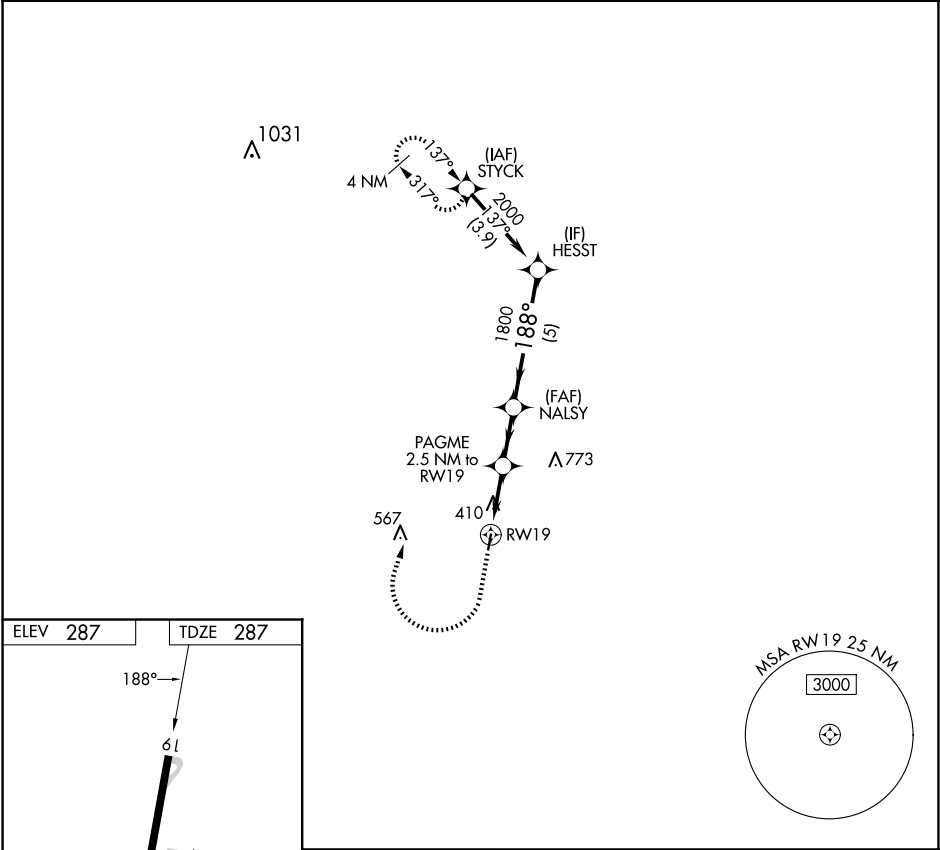 1031
137°
(IAF)
STYCK
4 NM
317°
2000
137°
(3.9)
(IF)
HESST
1800
188°
(5)
(FAF)
NALSY
PAGME
2.5 NM to
RW19
773
410
567
RW19
ELEV 287
TDZE 287
188°
19
MSA RW19 25 NM
3000